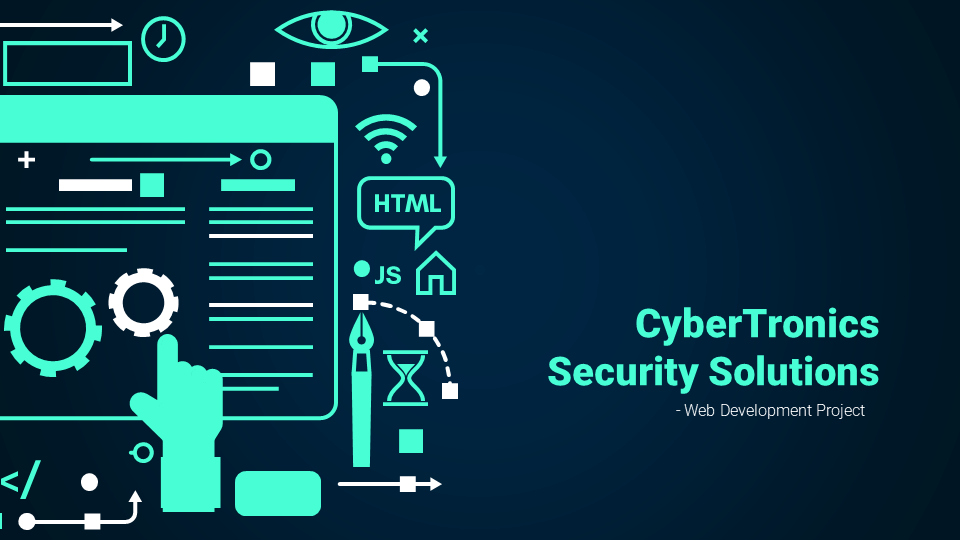 HTML
JS
</
CyberTronics
Security Solutions
- Web Development Project